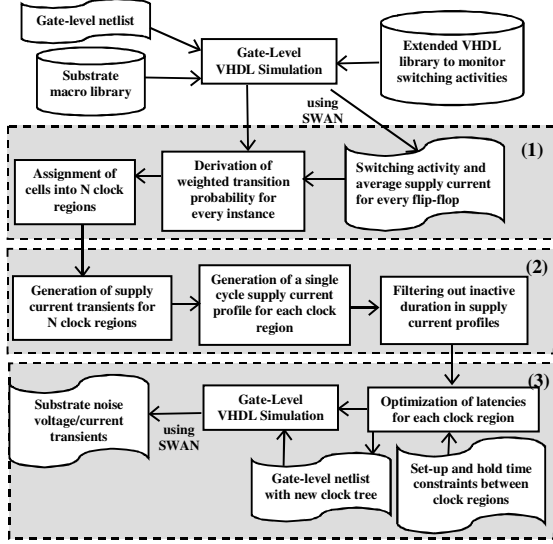 Gate-level netlist
Gate-Level
VHDL Simulation
Extended VHDL
library to monitor
switching activities
Substrate
macro library
using
SWAN
(1)
Assignment of
cells into N clock
regions
Derivation of
weighted transition
probability for
every instance
Switching activity and
average supply current
for every flip-flop
(2)
Generation of supply
current transients for
N clock regions
Generation of a single
cycle supply current
profile for each clock
region
Filtering out inactive
duration in supply
current profiles
(3)
Substrate noise
voltage/current
transients
using
SWAN
Gate-Level
VHDL Simulation
Optimization of latencies
for each clock region
Gate-level netlist
with new clock tree
Set-up and hold time
constraints between
clock regions